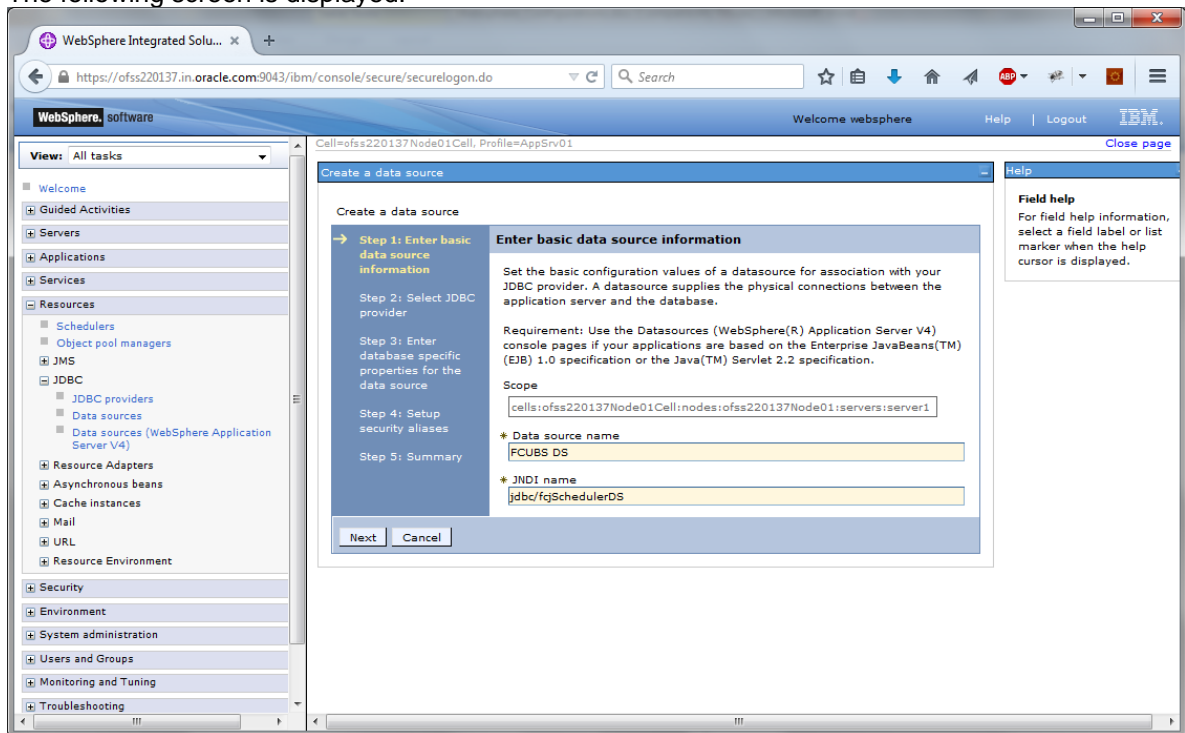 The following screen is displayed:
WebSphere Integrated Solu... × +
https://ofss220137.in.oracle.com:9043/ibm/console/secure/securelogon.do
Search
ABP
WebSphere. software
Welcome websphere
Help | Logout
IBM.
View: All tasks
Welcome
Guided Activities
Servers
Applications
Services
Resources
Schedulers
Object pool managers
JMS
JDBC
JDBC providers
Data sources
Data sources (WebSphere Application
Server V4)
Resource Adapters
Asynchronous beans
Cache instances
Mail
URL
Resource Environment
Security
Environment
System administration
Users and Groups
Monitoring and Tuning
Troubleshooting
Cell=ofss220137Node01Cell, Profile=AppSrv01
Close page
Create a data source
Create a data source
Step 1: Enter basic
data source
information
Step 2: Select JDBC
provider
Step 3: Enter
database specific
properties for the
data source
Step 4: Setup
security aliases
Step 5: Summary
Enter basic data source information
Set the basic configuration values of a datasource for association with your
JDBC provider. A datasource supplies the physical connections between the
application server and the database.
Requirement: Use the Datasources (WebSphere(R) Application Server V4)
console pages if your applications are based on the Enterprise JavaBeans(TM)
(EJB) 1.0 specification or the Java(TM) Servlet 2.2 specification.
Scope
cells:ofss220137Node01Cell:nodes:ofss220137Node01:servers:server1
* Data source name
FCUBS DS
* JNDI name
jdbc/fcjSchedulerDS
Next
Cancel
Help
Field help
For field help information,
select a field label or list
marker when the help
cursor is displayed.